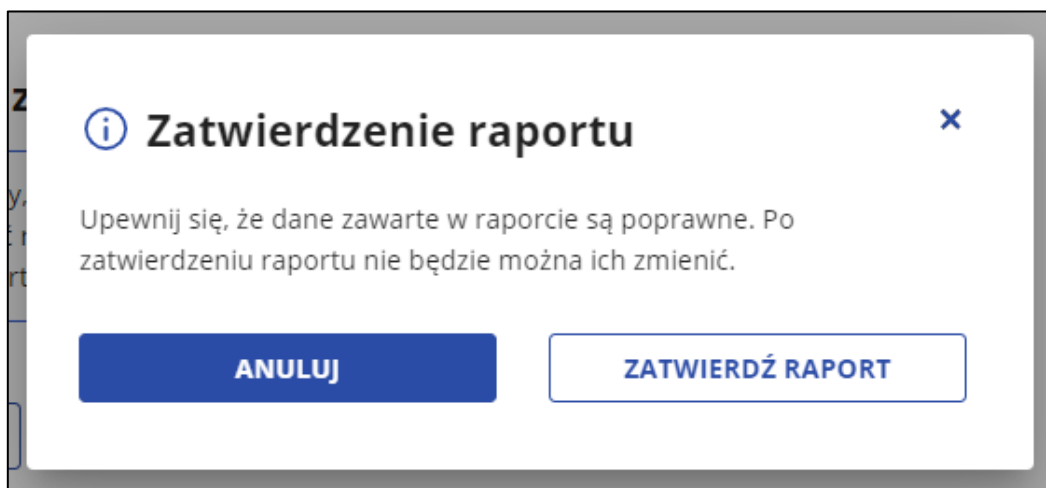 Zatwierdzenie raportu
Upewnij się, że dane zawarte w raporcie są poprawne. Po
zatwierdzeniu raportu nie będzie można ich zmienić.
ANULUJ
ZATWIERDŹ RAPORT